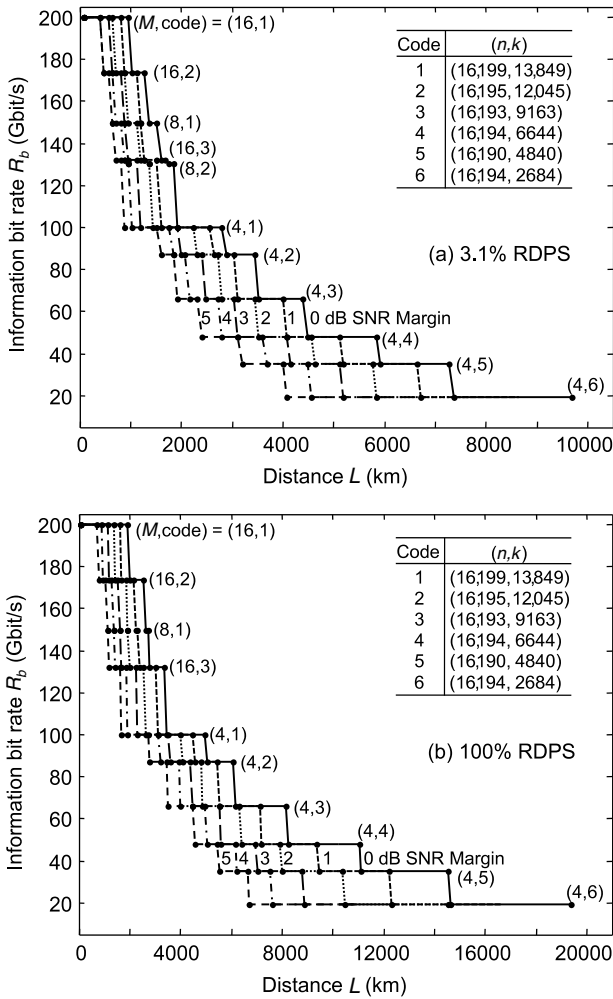 Information bit rate R_b (Gbit/s)
200
180
160
140
120
100
80
60
40
20
(M,code) = (16,1)
(16,2)
(8,1)
(16,3)
(8,2)
(4,1)
(4,2)
(4,3)
5 4 3 2 1 0 dB SNR Margin
(4,4)
(4,5)
(4,6)
Code (n,k)
1 (16,199, 13,849)
2 (16,195, 12,045)
3 (16,193, 9163)
4 (16,194, 6644)
5 (16,190, 4840)
6 (16,194, 2684)
(a) 3.1% RDPS
0 2000 4000 6000 8000 10000
Distance L (km)
Information bit rate R_b (Gbit/s)
200
180
160
140
120
100
80
60
40
20
(M,code) = (16,1)
(16,2)
(8,1)
(16,3)
(4,1)
(4,2)
(4,3)
(4,4)
5 4 3 2 1 0 dB SNR Margin
(4,5)
(4,6)
Code (n,k)
1 (16,199, 13,849)
2 (16,195, 12,045)
3 (16,193, 9163)
4 (16,194, 6644)
5 (16,190, 4840)
6 (16,194, 2684)
(b) 100% RDPS
0 4000 8000 12000 16000 20000
Distance L (km)